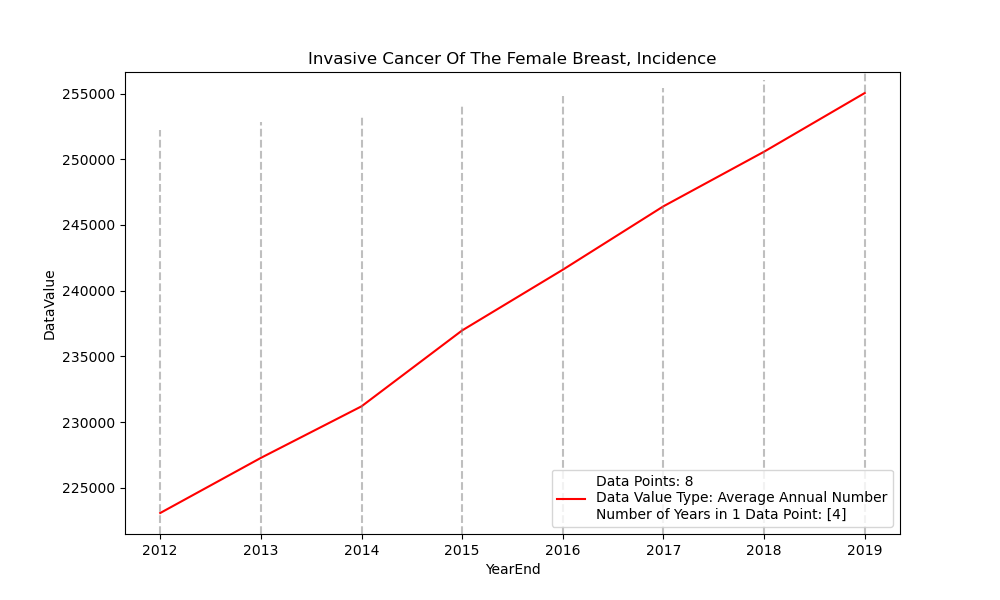 Invasive Cancer Of The Female Breast, Incidence
255000
250000
245000
240000
235000
230000
225000
DataValue
Data Points: 8
Data Value Type: Average Annual Number
Number of Years in 1 Data Point: [4]
2012 2013 2014 2015 2016 2017 2018 2019
YearEnd